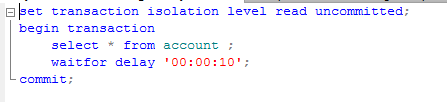 set transaction isolation level read uncommitted;
begin transaction
select * from account ;
waitfor delay '00:00:10';
commit;